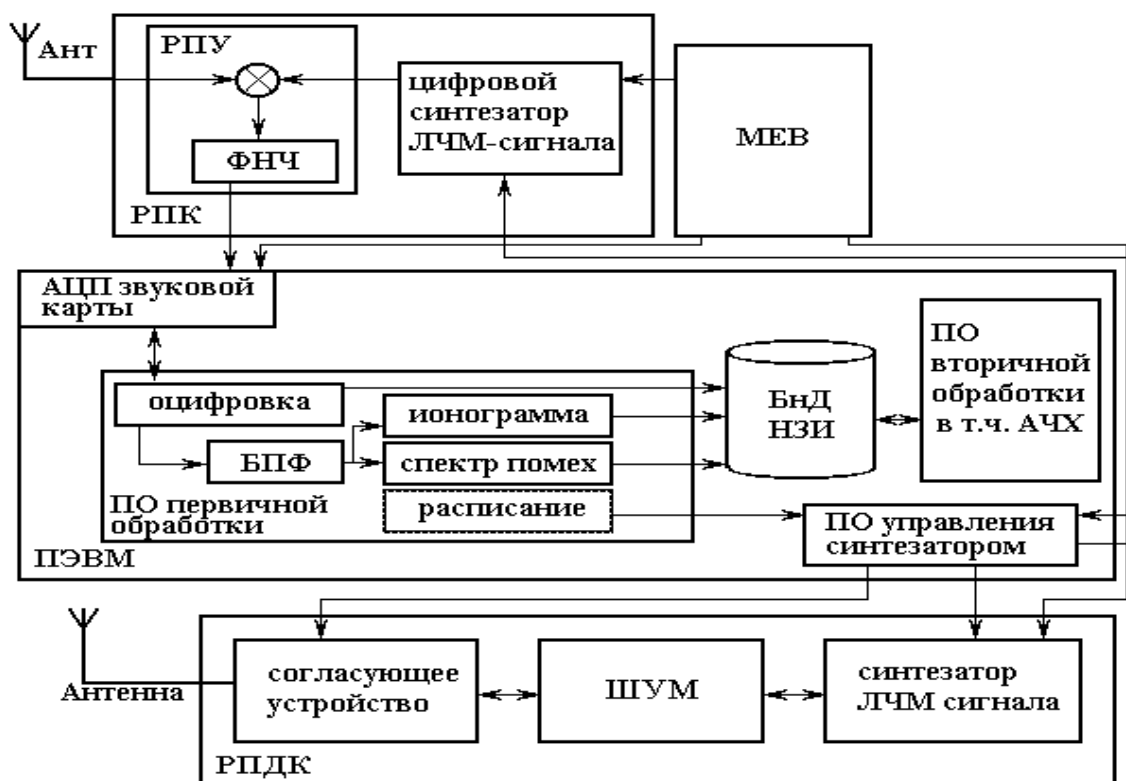 Ант
РПУ
ФНЧ
РПК
цифровой
синтезатор
ЛЧМ-сигнала
МЕВ
АЦП звуковой
карты
оцифровка
БПФ
ионограмма
спектр помех
расписание
ПО первичной
обработки
ПЭВМ
БнД
НЗИ
ПО
вторичной
обработки
в т.ч. АЧХ
ПО управления
синтезатором
Антенна
согласующее
устройство
ШУМ
синтезатор
ЛЧМ сигнала
РПДК